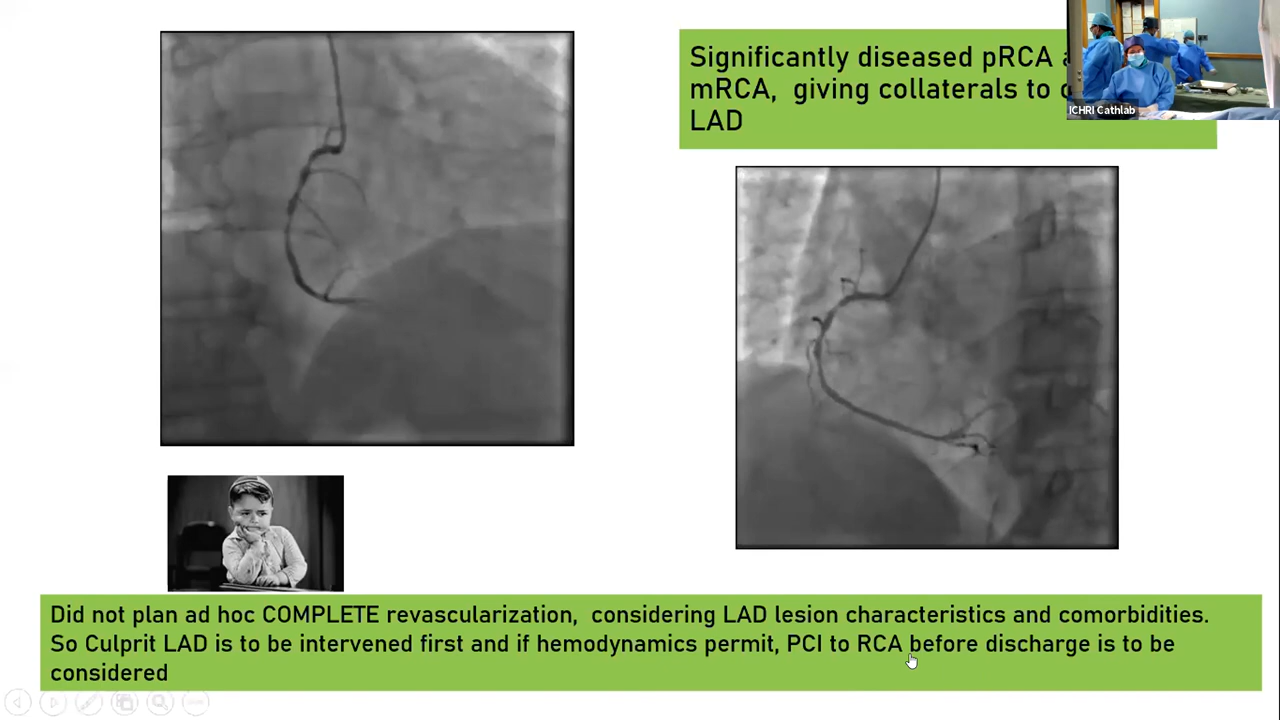 Significantly diseased pRCA
mRCA, giving collaterals to
LAD
ICHRI Cathlab
Did not plan ad hoc COMPLETE revascularization, considering LAD lesion characteristics and comorbidities.
So Culprit LAD is to be intervened first and if hemodynamics permit, PCI to RCA before discharge is to be
considered